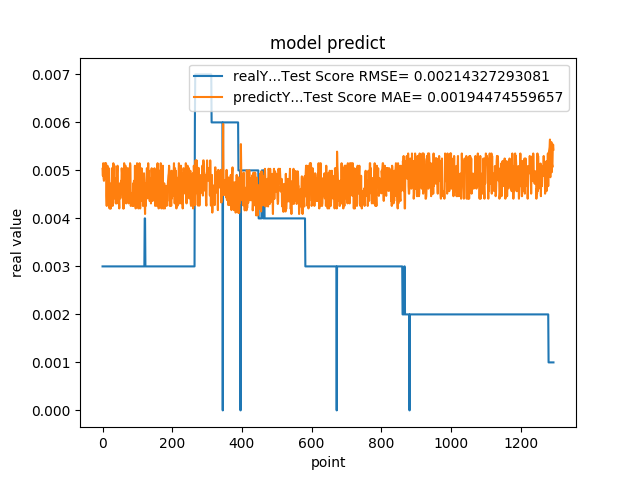 model predict
realY...Test Score RMSE= 0.00214327293081
predictY...Test Score MAE= 0.00194474559657
real value
0.007
0.006
0.005
0.004
0.003
0.002
0.001
0.000
0 200 400 600 800 1000 1200
point